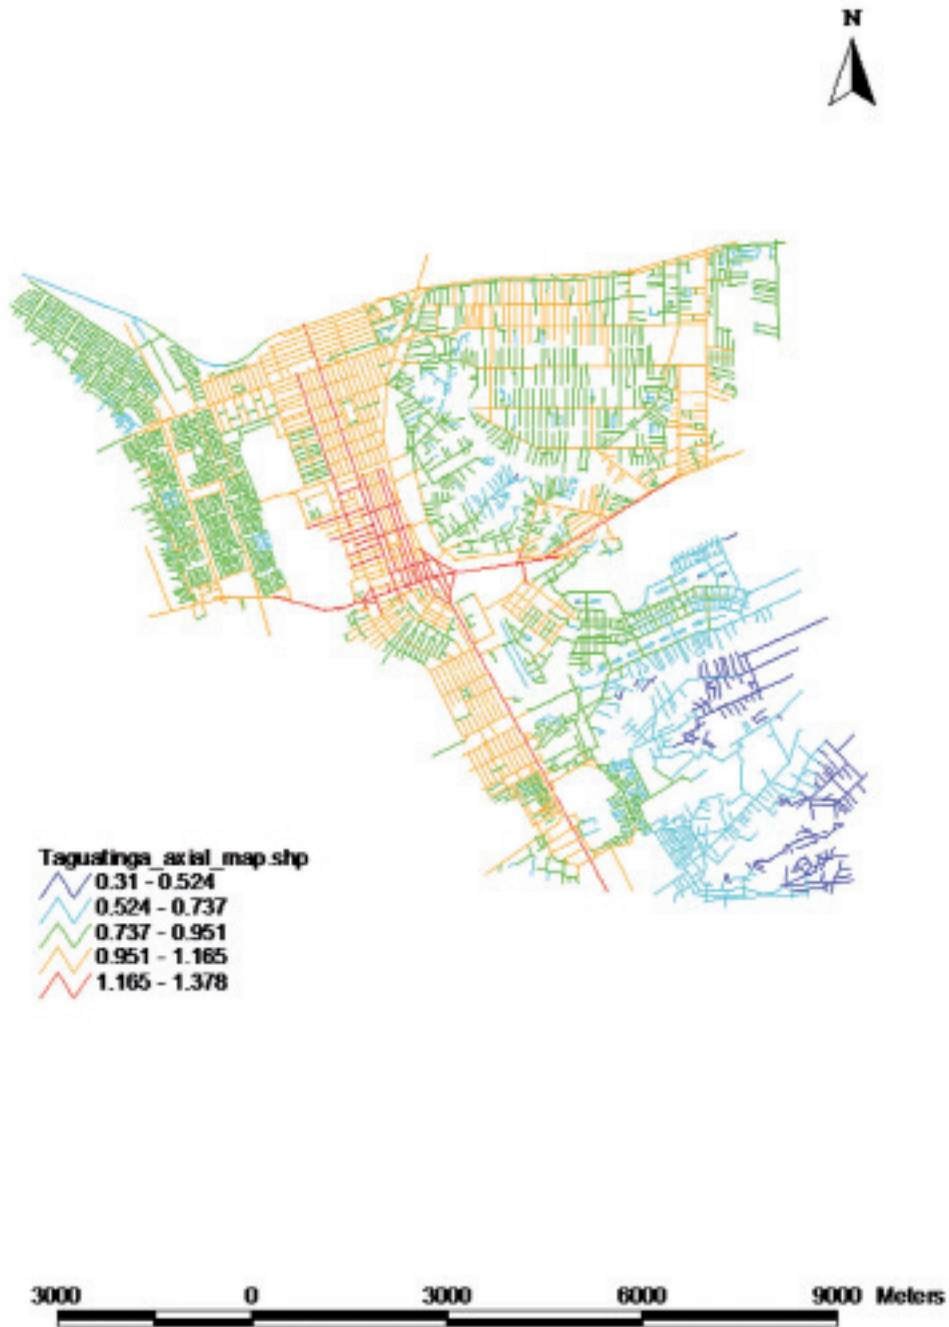 N
Taguatinga_axial_map.shp
0.31 - 0.524
0.524 - 0.737
0.737 - 0.951
0.951 - 1.165
1.165 - 1.378
3000 0 3000 6000 9000 Meters